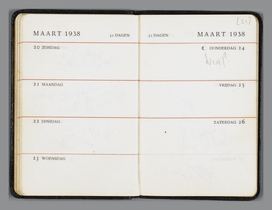 MAART 1938 31 DAGEN
20 ZONDAG
21 MAANDAG
22 DINSDAG
23 WOENSDAG
31 DAGEN MAART 1938
DONDERDAG 24
VRIJDAG 25
ZATERDAG 26